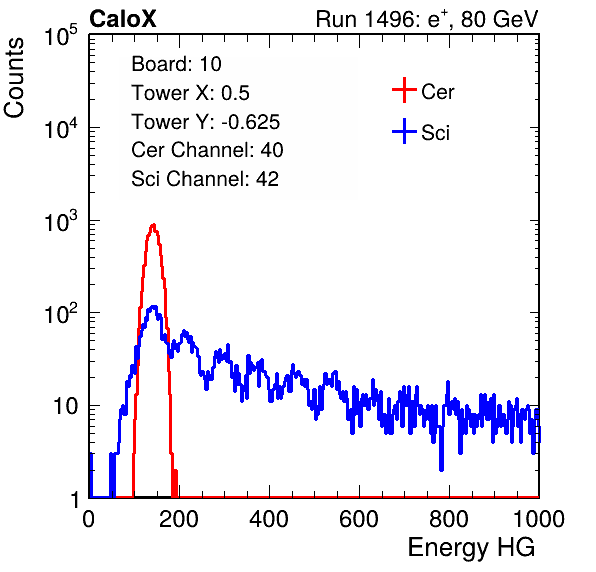 CaloX Run 1496: e⁺, 80 GeV
Counts
10⁵
10⁴
10³
10²
10
1
Board: 10
Tower X: 0.5
Tower Y: -0.625
Cer Channel: 40
Sci Channel: 42
Cer
Sci
0 200 400 600 800 1000
Energy HG